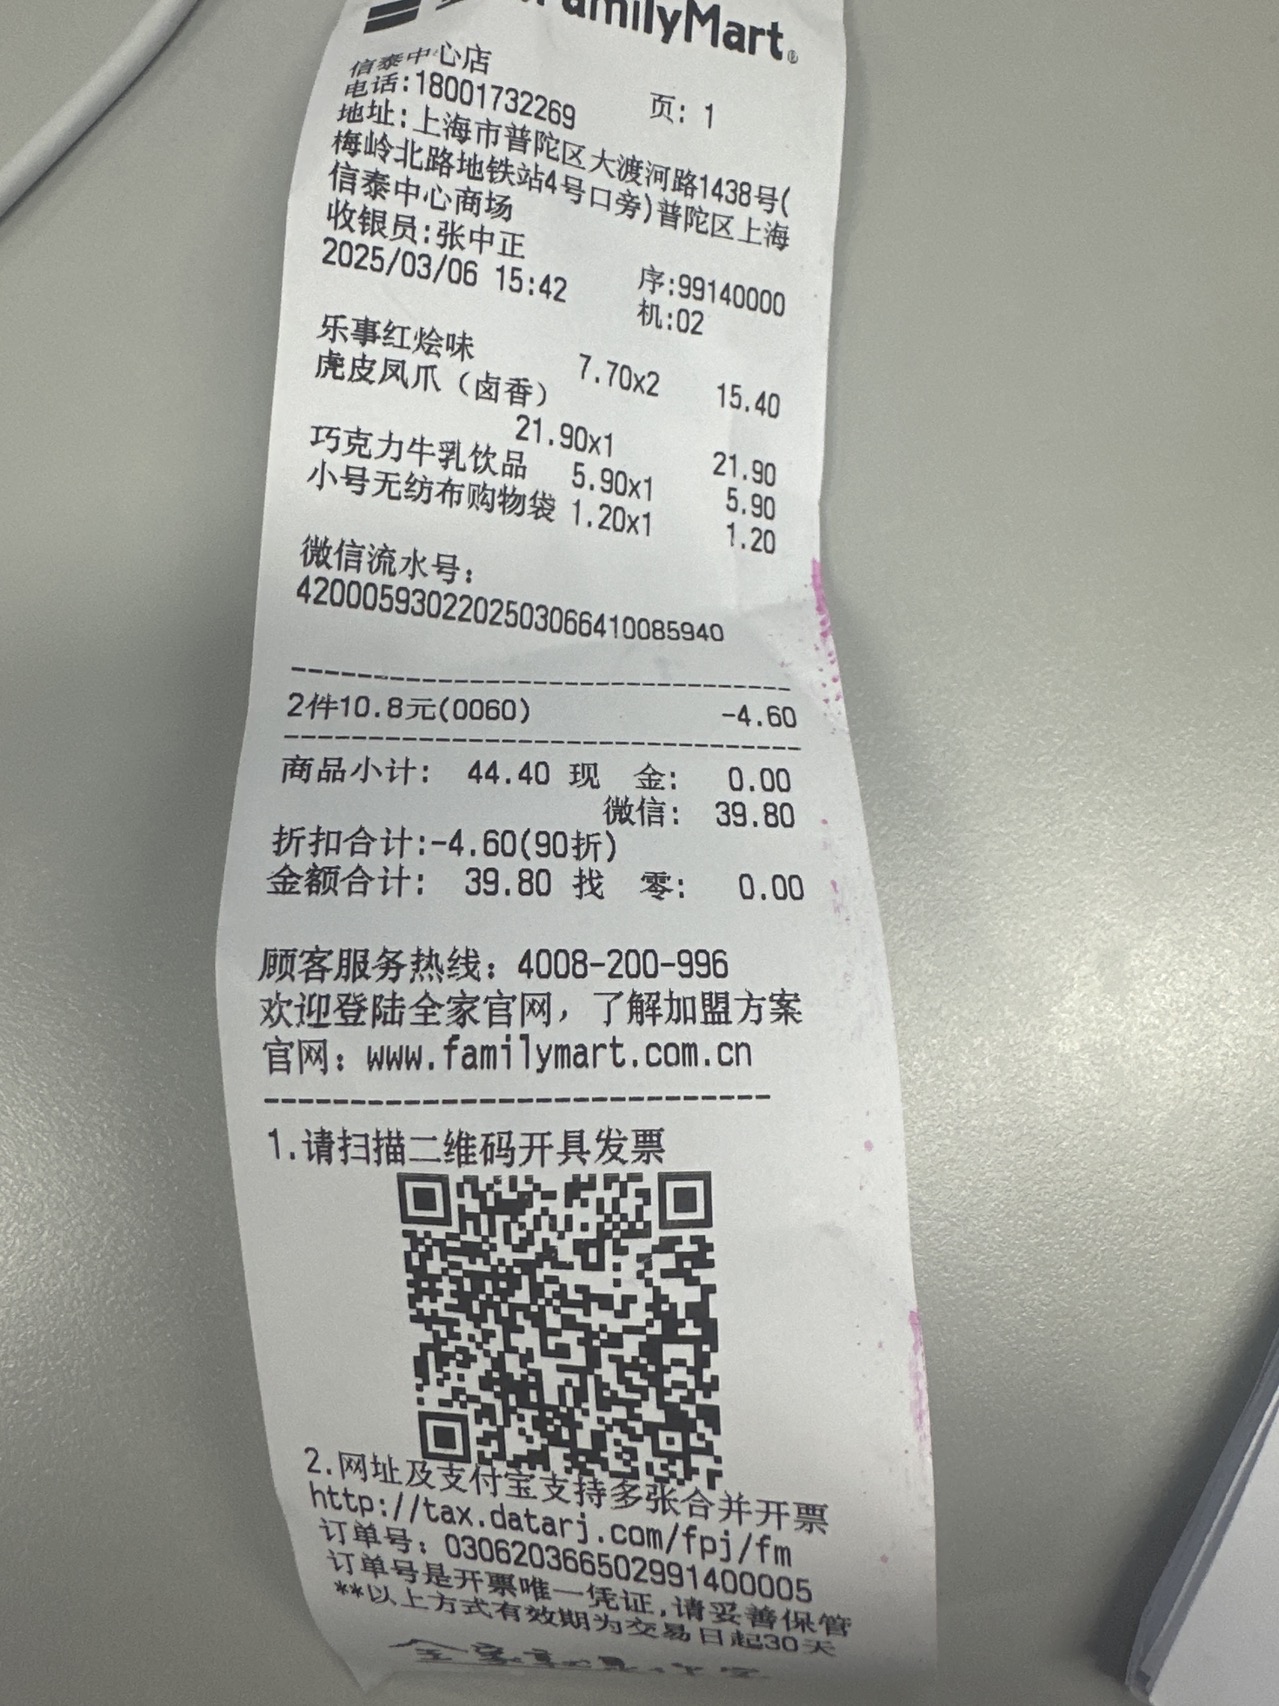 FamilyMart
信泰中心店
电话:18001732269 页: 1
地址:上海市普陀区大渡河路1438号(
梅岭北路地铁站4号口旁)普陀区上海
信泰中心商场
收银员:张中正 序:99140000
2025/03/06 15:42 机:02
乐事红烩味 7.70x2 15.40
虎皮凤爪（卤香）
21.90x1 21.90
巧克力牛乳饮品 5.90x1 5.90
小号无纺布购物袋 1.20x1 1.20
微信流水号:
4200059302202503066410085940
2件10.8元(0060) -4.60
商品小计: 44.40 现 金: 0.00
微信: 39.80
折扣合计:-4.60(90折)
金额合计: 39.80 找 零: 0.00
顾客服务热线: 4008-200-996
欢迎登陆全家官网，了解加盟方案
官网: www.familymart.com.cn
1.请扫描二维码开具发票
2.网址及支付宝支持多张合并开票
http://tax.datarj.com/fpj/fm
订单号: 0306203665029914​00005
订单号是开票唯一凭证,请妥善保管
**以上方式有效期为交易日起30天